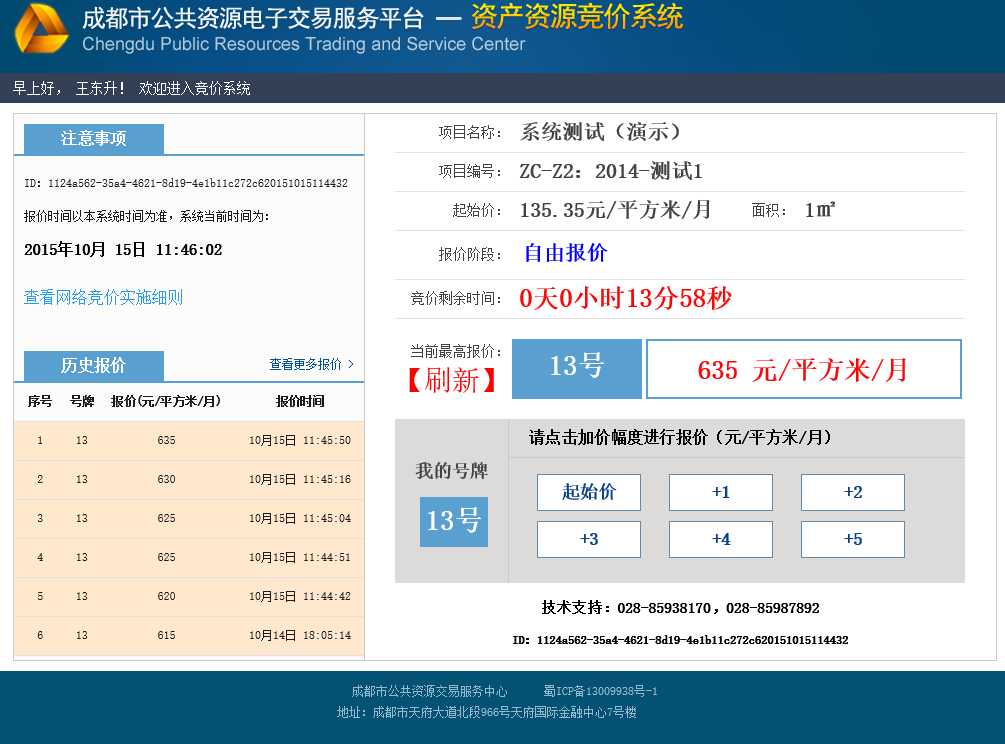 成都市公共资源电子交易服务平台 — 资产资源竞价系统
Chengdu Public Resources Trading and Service Center
早上好， 王东升！ 欢迎进入竞价系统
注意事项
ID: 1124a562-35a4-4621-8d19-4e1b11c272c620151015114432
报价时间以本系统时间为准，系统当前时间为：
2015年10月 15日 11:46:02
查看网络竞价实施细则
历史报价 查看更多报价 >
序号 号牌 报价(元/平方米/月) 报价时间
1 13 635 10月15日 11:45:50
2 13 630 10月15日 11:45:16
3 13 625 10月15日 11:45:04
4 13 625 10月15日 11:44:51
5 13 620 10月15日 11:44:42
6 13 615 10月14日 18:05:14
项目名称： 系统测试（演示）
项目编号： ZC-Z2：2014-测试1
起始价： 135.35元/平方米/月 面积： 1㎡
报价阶段： 自由报价
竞价剩余时间： 0天0小时13分58秒
当前最高报价：
【刷新】 13号 635 元/平方米/月
请点击加价幅度进行报价（元/平方米/月）
我的号牌
13号
起始价 +1 +2
+3 +4 +5
技术支持：028-85938170，028-85987892
ID: 1124a562-35a4-4621-8d19-4e1b11c272c620151015114432
成都市公共资源交易服务中心 蜀ICP备13009938号-1
地址：成都市天府大道北段966号天府国际金融中心7号楼